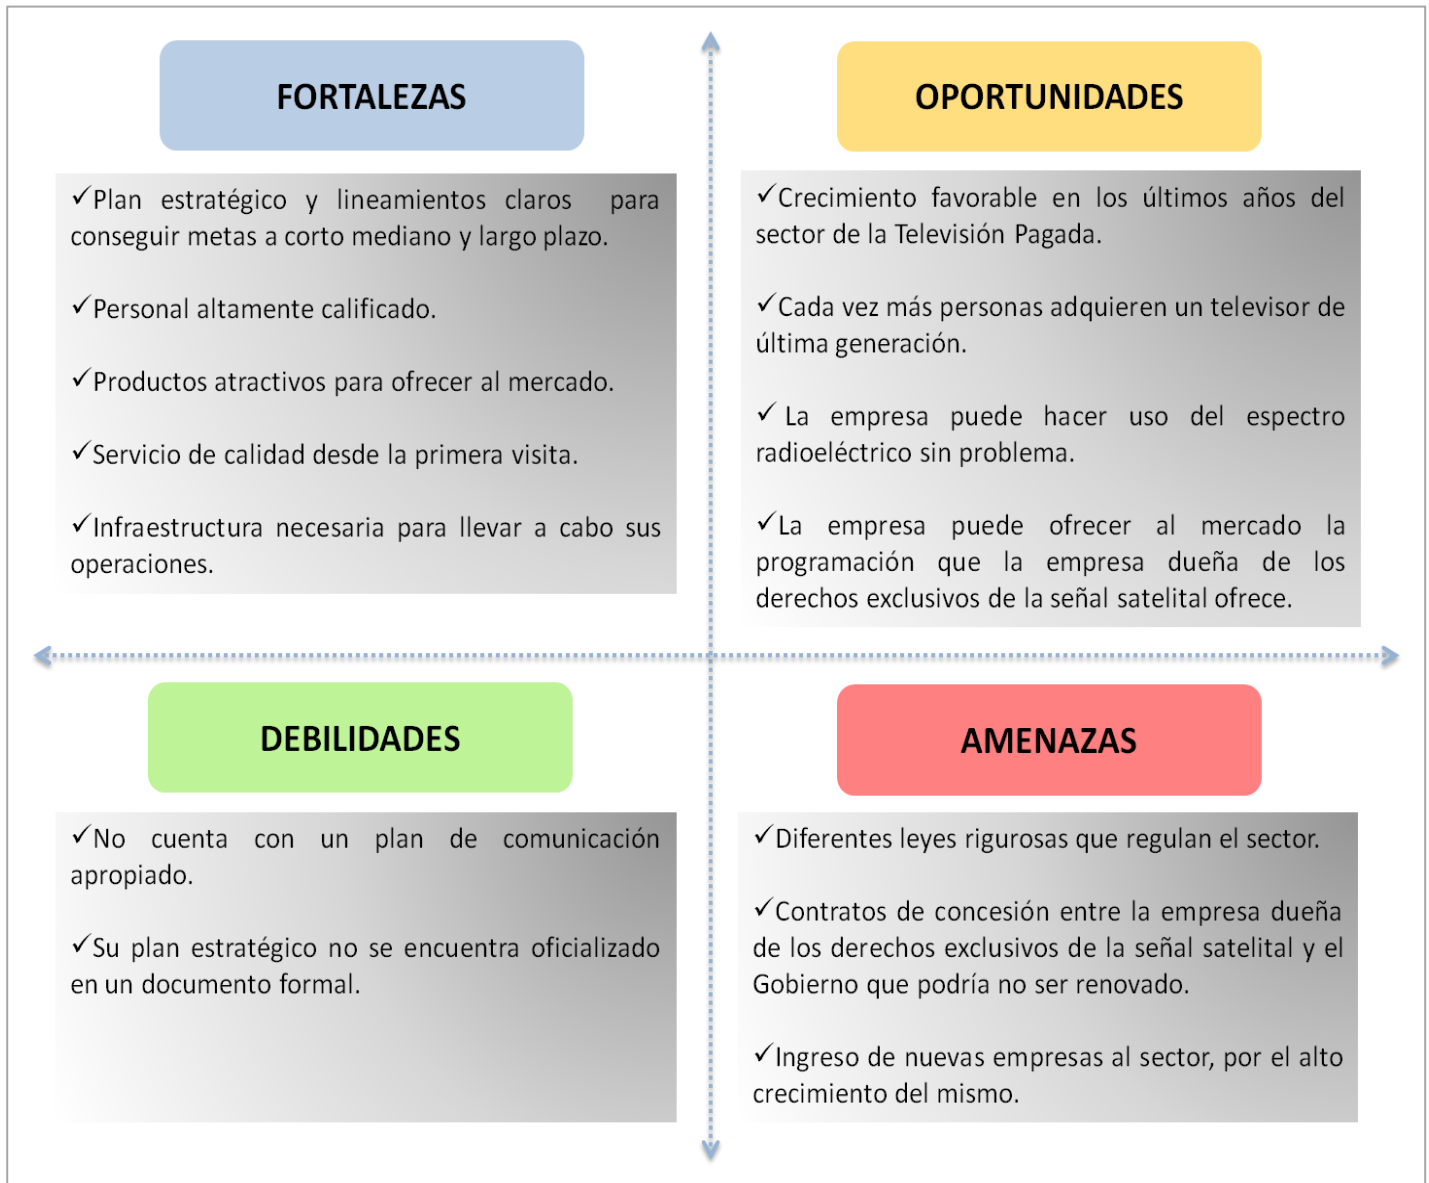 FORTALEZAS
✓Plan estratégico y lineamientos claros para
conseguir metas a corto mediano y largo plazo.
✓Personal altamente calificado.
✓Productos atractivos para ofrecer al mercado.
✓Servicio de calidad desde la primera visita.
✓Infraestructura necesaria para llevar a cabo sus
operaciones.
OPORTUNIDADES
✓Crecimiento favorable en los últimos años del
sector de la Televisión Pagada.
✓Cada vez más personas adquieren un televisor de
última generación.
✓ La empresa puede hacer uso del espectro
radioeléctrico sin problema.
✓La empresa puede ofrecer al mercado la
programación que la empresa dueña de los
derechos exclusivos de la señal satelital ofrece.
DEBILIDADES
✓No cuenta con un plan de comunicación
apropiado.
✓Su plan estratégico no se encuentra oficializado
en un documento formal.
AMENAZAS
✓Diferentes leyes rigurosas que regulan el sector.
✓Contratos de concesión entre la empresa dueña
de los derechos exclusivos de la señal satelital y el
Gobierno que podría no ser renovado.
✓Ingreso de nuevas empresas al sector, por el alto
crecimiento del mismo.